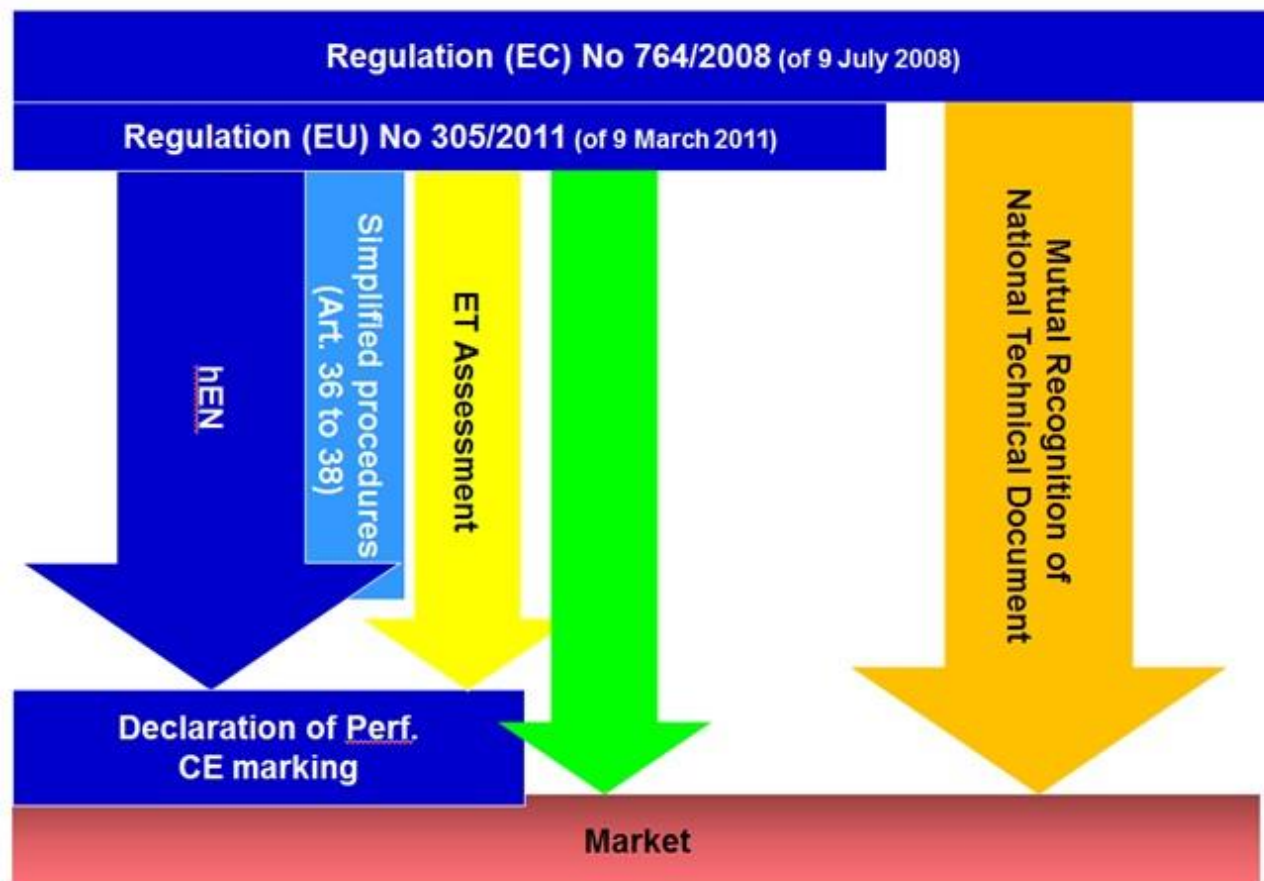 Regulation (EC) No 764/2008 (of 9 July 2008)
Regulation (EU) No 305/2011 (of 9 March 2011)
hEN
Simplified procedures
(Art. 36 to 38)
ET Assessment
Mutual Recognition of
National Technical Document
Declaration of Perf.
CE marking
Market